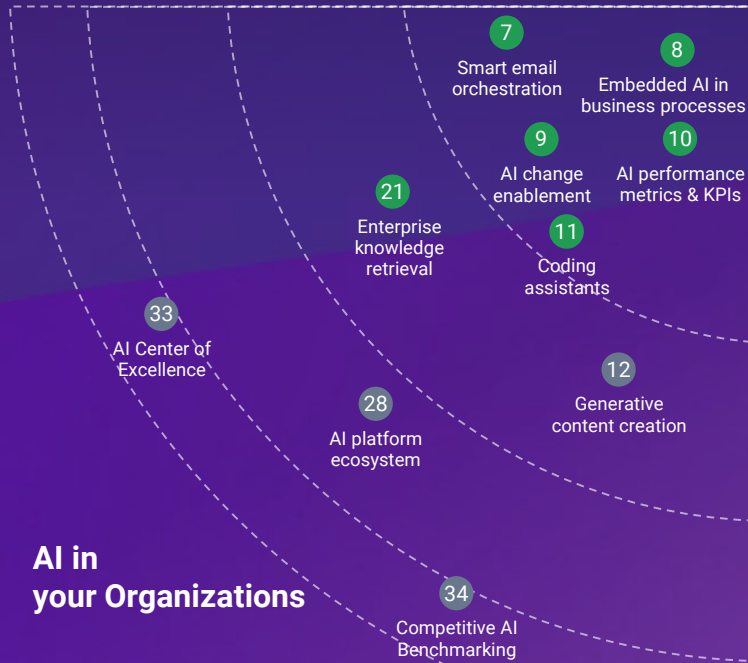 7
Smart email
orchestration
8
Embedded AI in
business processes
9
AI change
enablement
10
AI performance
metrics & KPIs
21
Enterprise
knowledge
retrieval
11
Coding
assistants
33
AI Center of
Excellence
12
Generative
content creation
28
AI platform
ecosystem
AI in
your Organizations
34
Competitive AI
Benchmarking